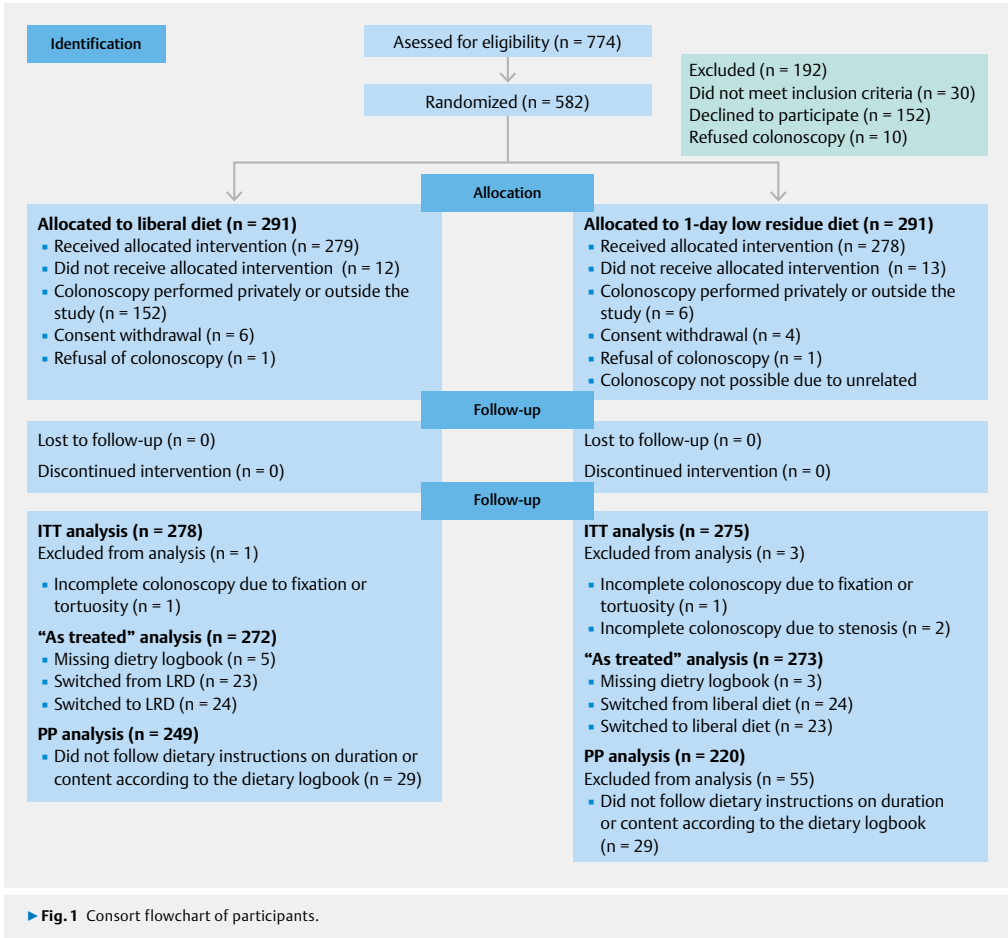 Identification
Asessed for eligibility (n = 774)
Randomized (n = 582)
Excluded (n = 192)
Did not meet inclusion criteria (n = 30)
Declined to participate (n = 152)
Refused colonoscopy (n = 10)
Allocation
Allocated to liberal diet (n = 291)
▪ Received allocated intervention (n = 279)
▪ Did not receive allocated intervention (n = 12)
▪ Colonoscopy performed privately or outside the
study (n = 152)
▪ Consent withdrawal (n = 6)
▪ Refusal of colonoscopy (n = 1)
Allocated to 1-day low residue diet (n = 291)
▪ Received allocated intervention (n = 278)
▪ Did not receive allocated intervention (n = 13)
▪ Colonoscopy performed privately or outside the
study (n = 6)
▪ Consent withdrawal (n = 4)
▪ Refusal of colonoscopy (n = 1)
▪ Colonoscopy not possible due to unrelated
Follow-up
Lost to follow-up (n = 0)
Discontinued intervention (n = 0)
Lost to follow-up (n = 0)
Discontinued intervention (n = 0)
Follow-up
ITT analysis (n = 278)
Excluded from analysis (n = 1)
▪ Incomplete colonoscopy due to fixation or
tortuosity (n = 1)
“As treated” analysis (n = 272)
▪ Missing dietry logbook (n = 5)
▪ Switched from LRD (n = 23)
▪ Switched to LRD (n = 24)
PP analysis (n = 249)
▪ Did not follow dietary instructions on duration or
content according to the dietary logbook (n = 29)
ITT analysis (n = 275)
Excluded from analysis (n = 3)
▪ Incomplete colonoscopy due to fixation or
tortuosity (n = 1)
▪ Incomplete colonoscopy due to stenosis (n = 2)
“As treated” analysis (n = 273)
▪ Missing dietry logbook (n = 3)
▪ Switched from liberal diet (n = 24)
▪ Switched to liberal diet (n = 23)
PP analysis (n = 220)
Excluded from analysis (n = 55)
▪ Did not follow dietary instructions on duration
or content according to the dietary logbook
(n = 29)
▶ Fig. 1 Consort flowchart of participants.